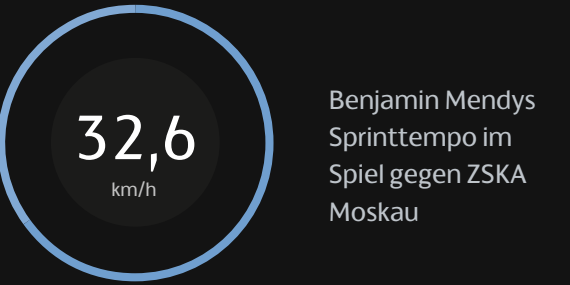 32,6
km/h
Benjamin Mendys
Sprinttempo im
Spiel gegen ZSKA
Moskau